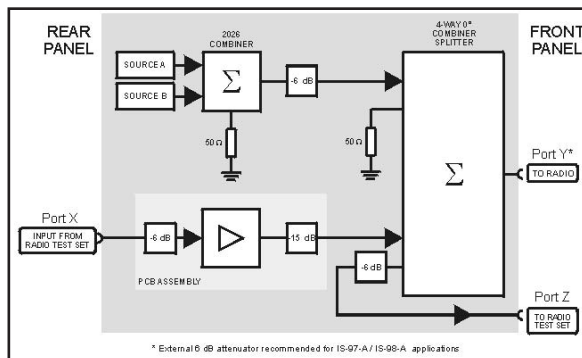 REAR
PANEL
2026
COMBINER
4-WAY 0°
COMBINER
SPLITTER
FRONT
PANEL
SOURCE A
SOURCE B
Σ
-6 dB
50 Ω
50 Ω
Σ
Port Y*
TO RADIO
Port X
INPUT FROM
RADIO TEST SET
-6 dB
-15 dB
-6 dB
PCB ASSEMBLY
Port Z
TO RADIO
TEST SET
* External 6 dB attenuator recommended for IS-97-A / IS-98-A applications